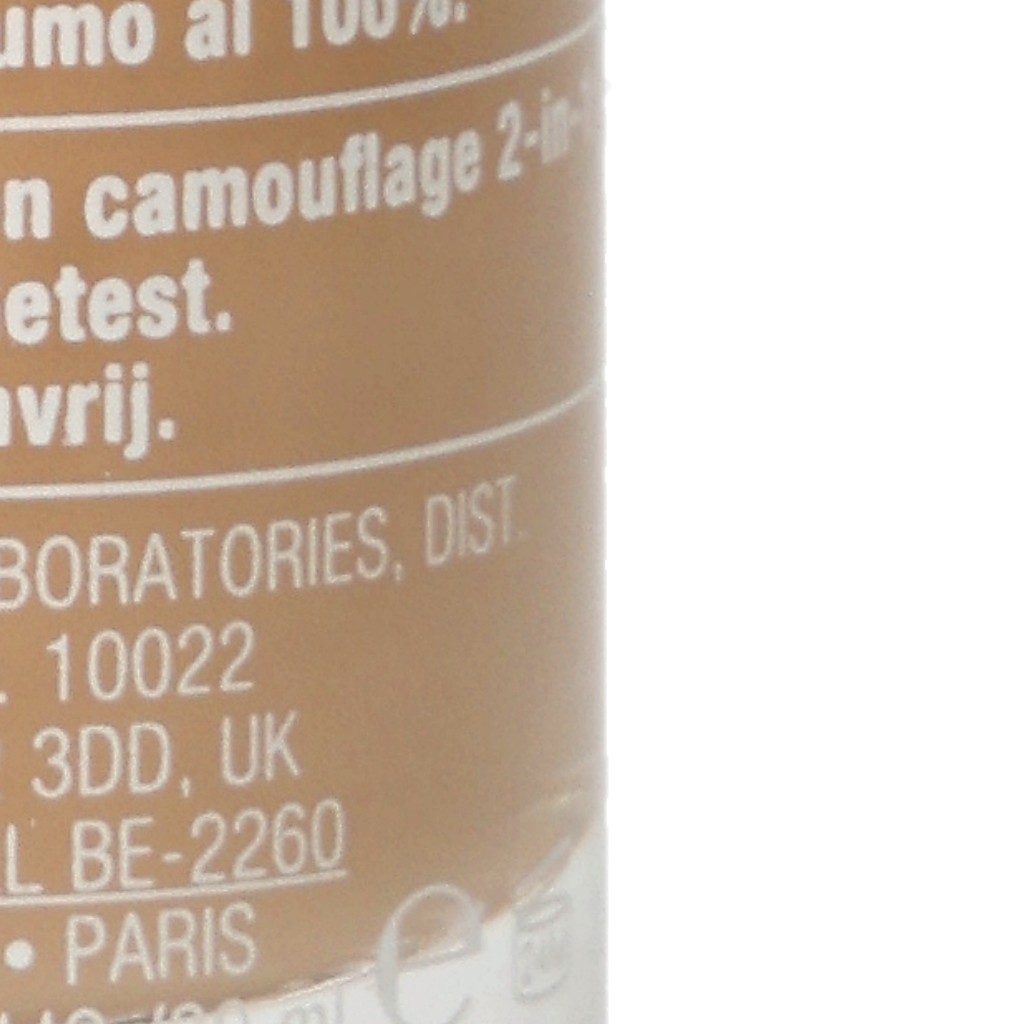 umo al 100%.
n camouflage 2-in-
etest.
vrij.
BORATORIES, DIST.
. 10022
3DD, UK
L BE-2260
• PARIS